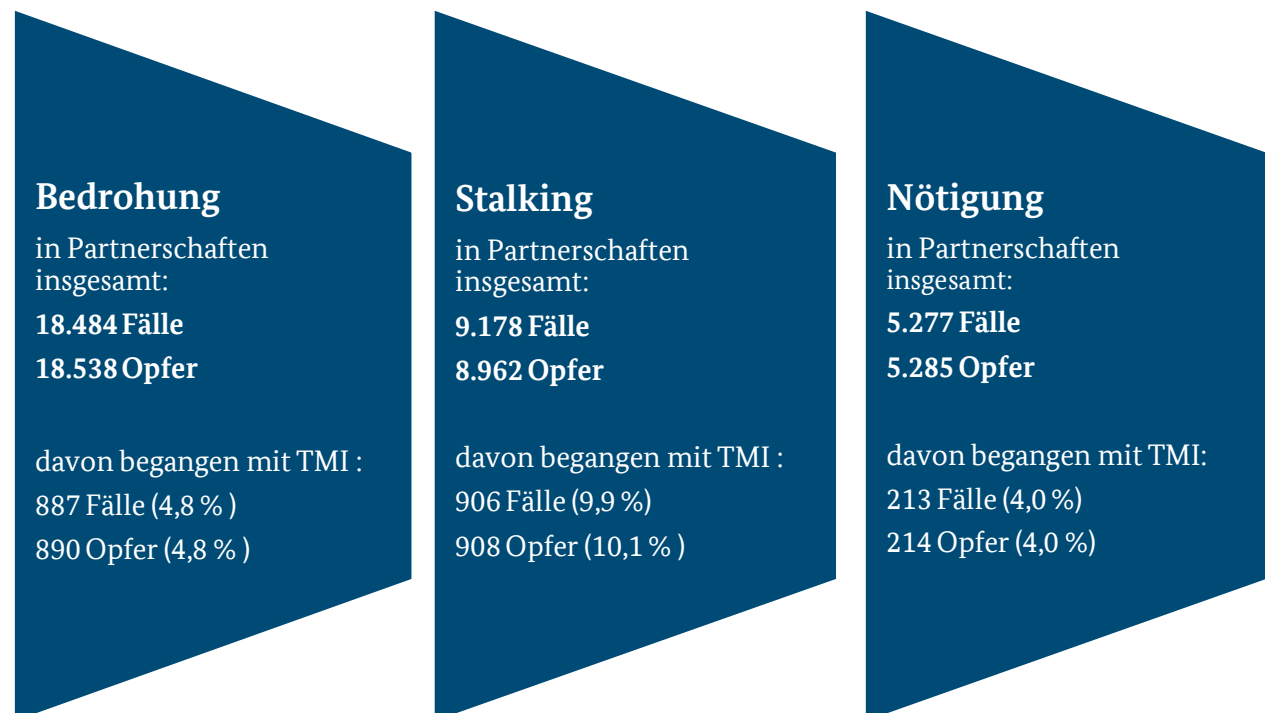 Bedrohung
in Partnerschaften
insgesamt:
18.484 Fälle
18.538 Opfer
davon begangen mit TMI :
887 Fälle (4,8 % )
890 Opfer (4,8 % )
Stalking
in Partnerschaften
insgesamt:
9.178 Fälle
8.962 Opfer
davon begangen mit TMI :
906 Fälle (9,9 %)
908 Opfer (10,1 % )
Nötigung
in Partnerschaften
insgesamt:
5.277 Fälle
5.285 Opfer
davon begangen mit TMI:
213 Fälle (4,0 %)
214 Opfer (4,0 %)